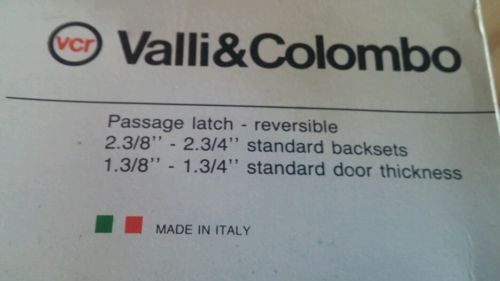 vcr Valli&Colombo
Passage latch - reversible
2.3/8'' - 2.3/4'' standard backsets
1.3/8'' - 1.3/4'' standard door thickness
MADE IN ITALY